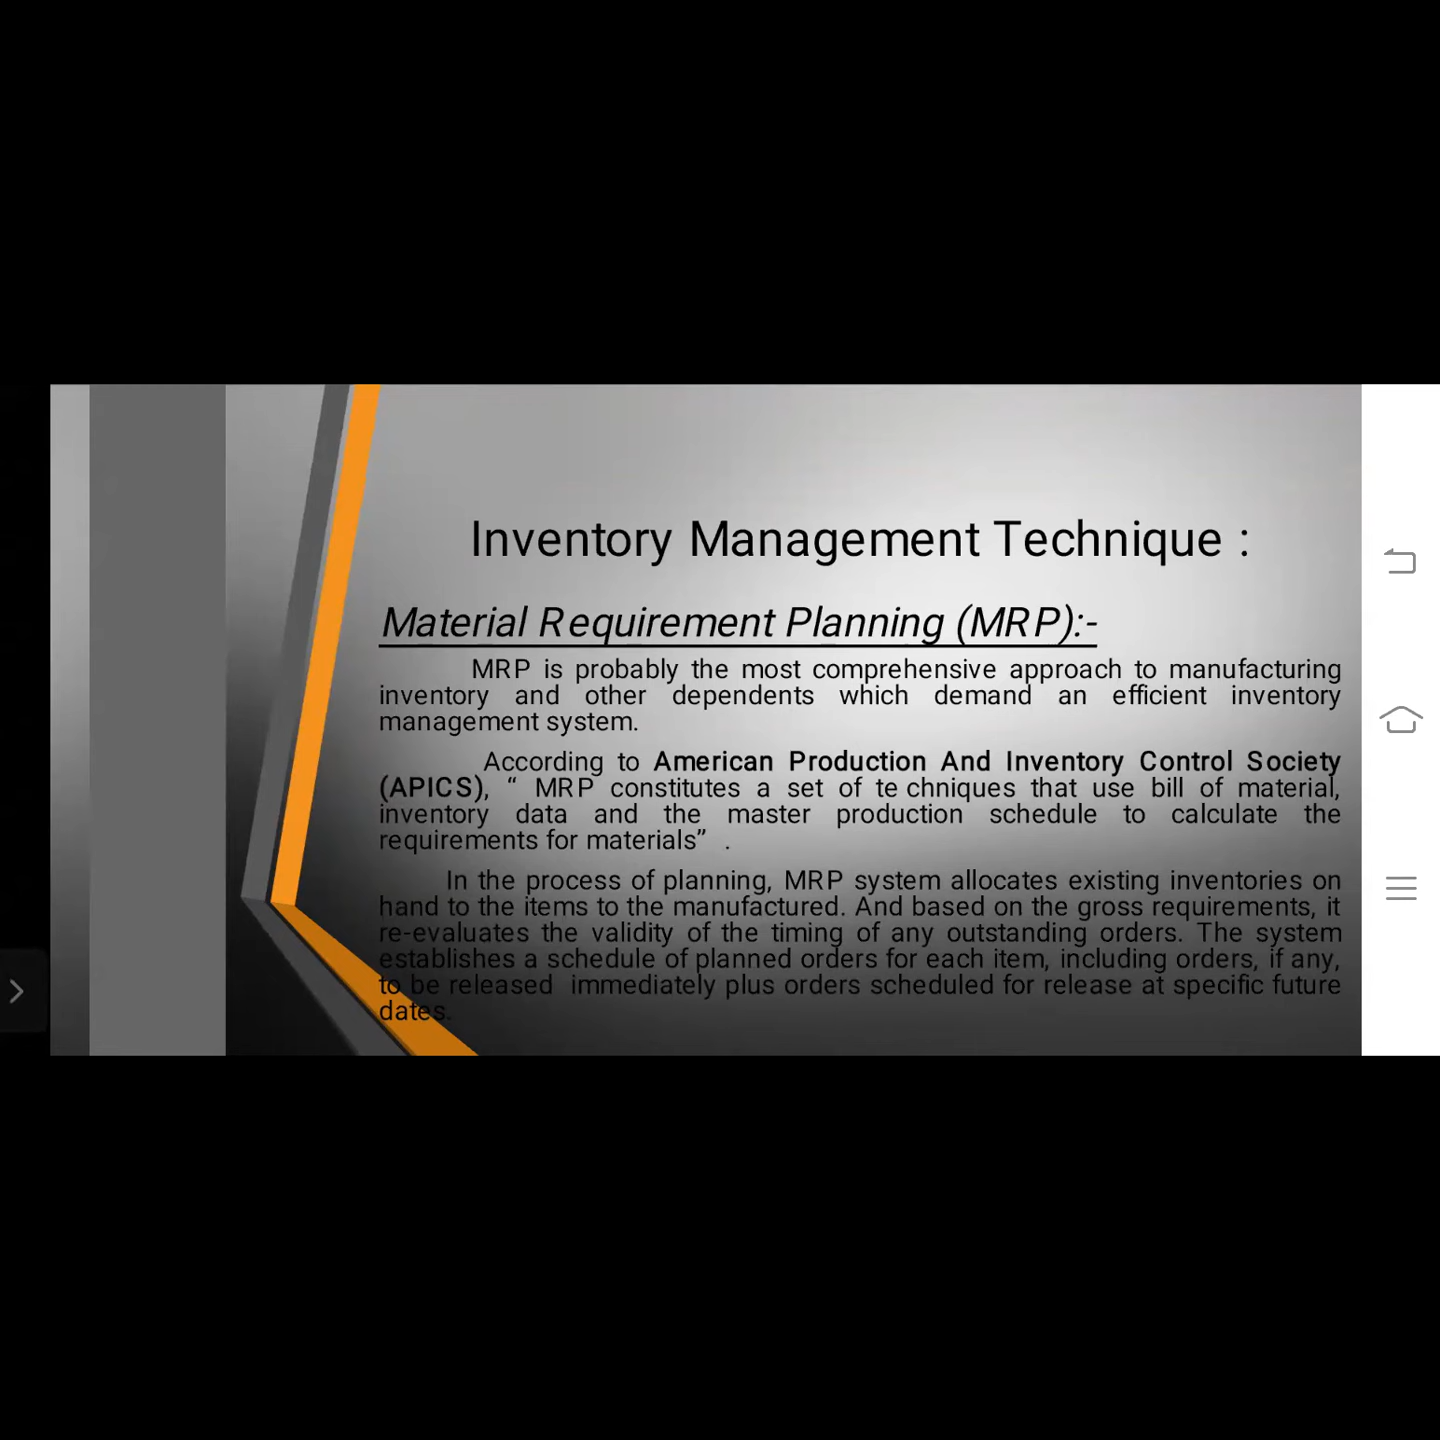 Inventory Management Technique :
Material Requirement Planning (MRP):-
MRP is probably the most comprehensive approach to manufacturing
inventory and other dependents which demand an efficient inventory
management system.
According to American Production And Inventory Control Society
(APICS), “ MRP constitutes a set of te chniques that use bill of material,
inventory data and the master production schedule to calculate the
requirements for materials” .
In the process of planning, MRP system allocates existing inventories on
hand to the items to the manufactured. And based on the gross requirements, it
re-evaluates the validity of the timing of any outstanding orders. The system
establishes a schedule of planned orders for each item, including orders, if any,
to be released immediately plus orders scheduled for release at specific future
dates.